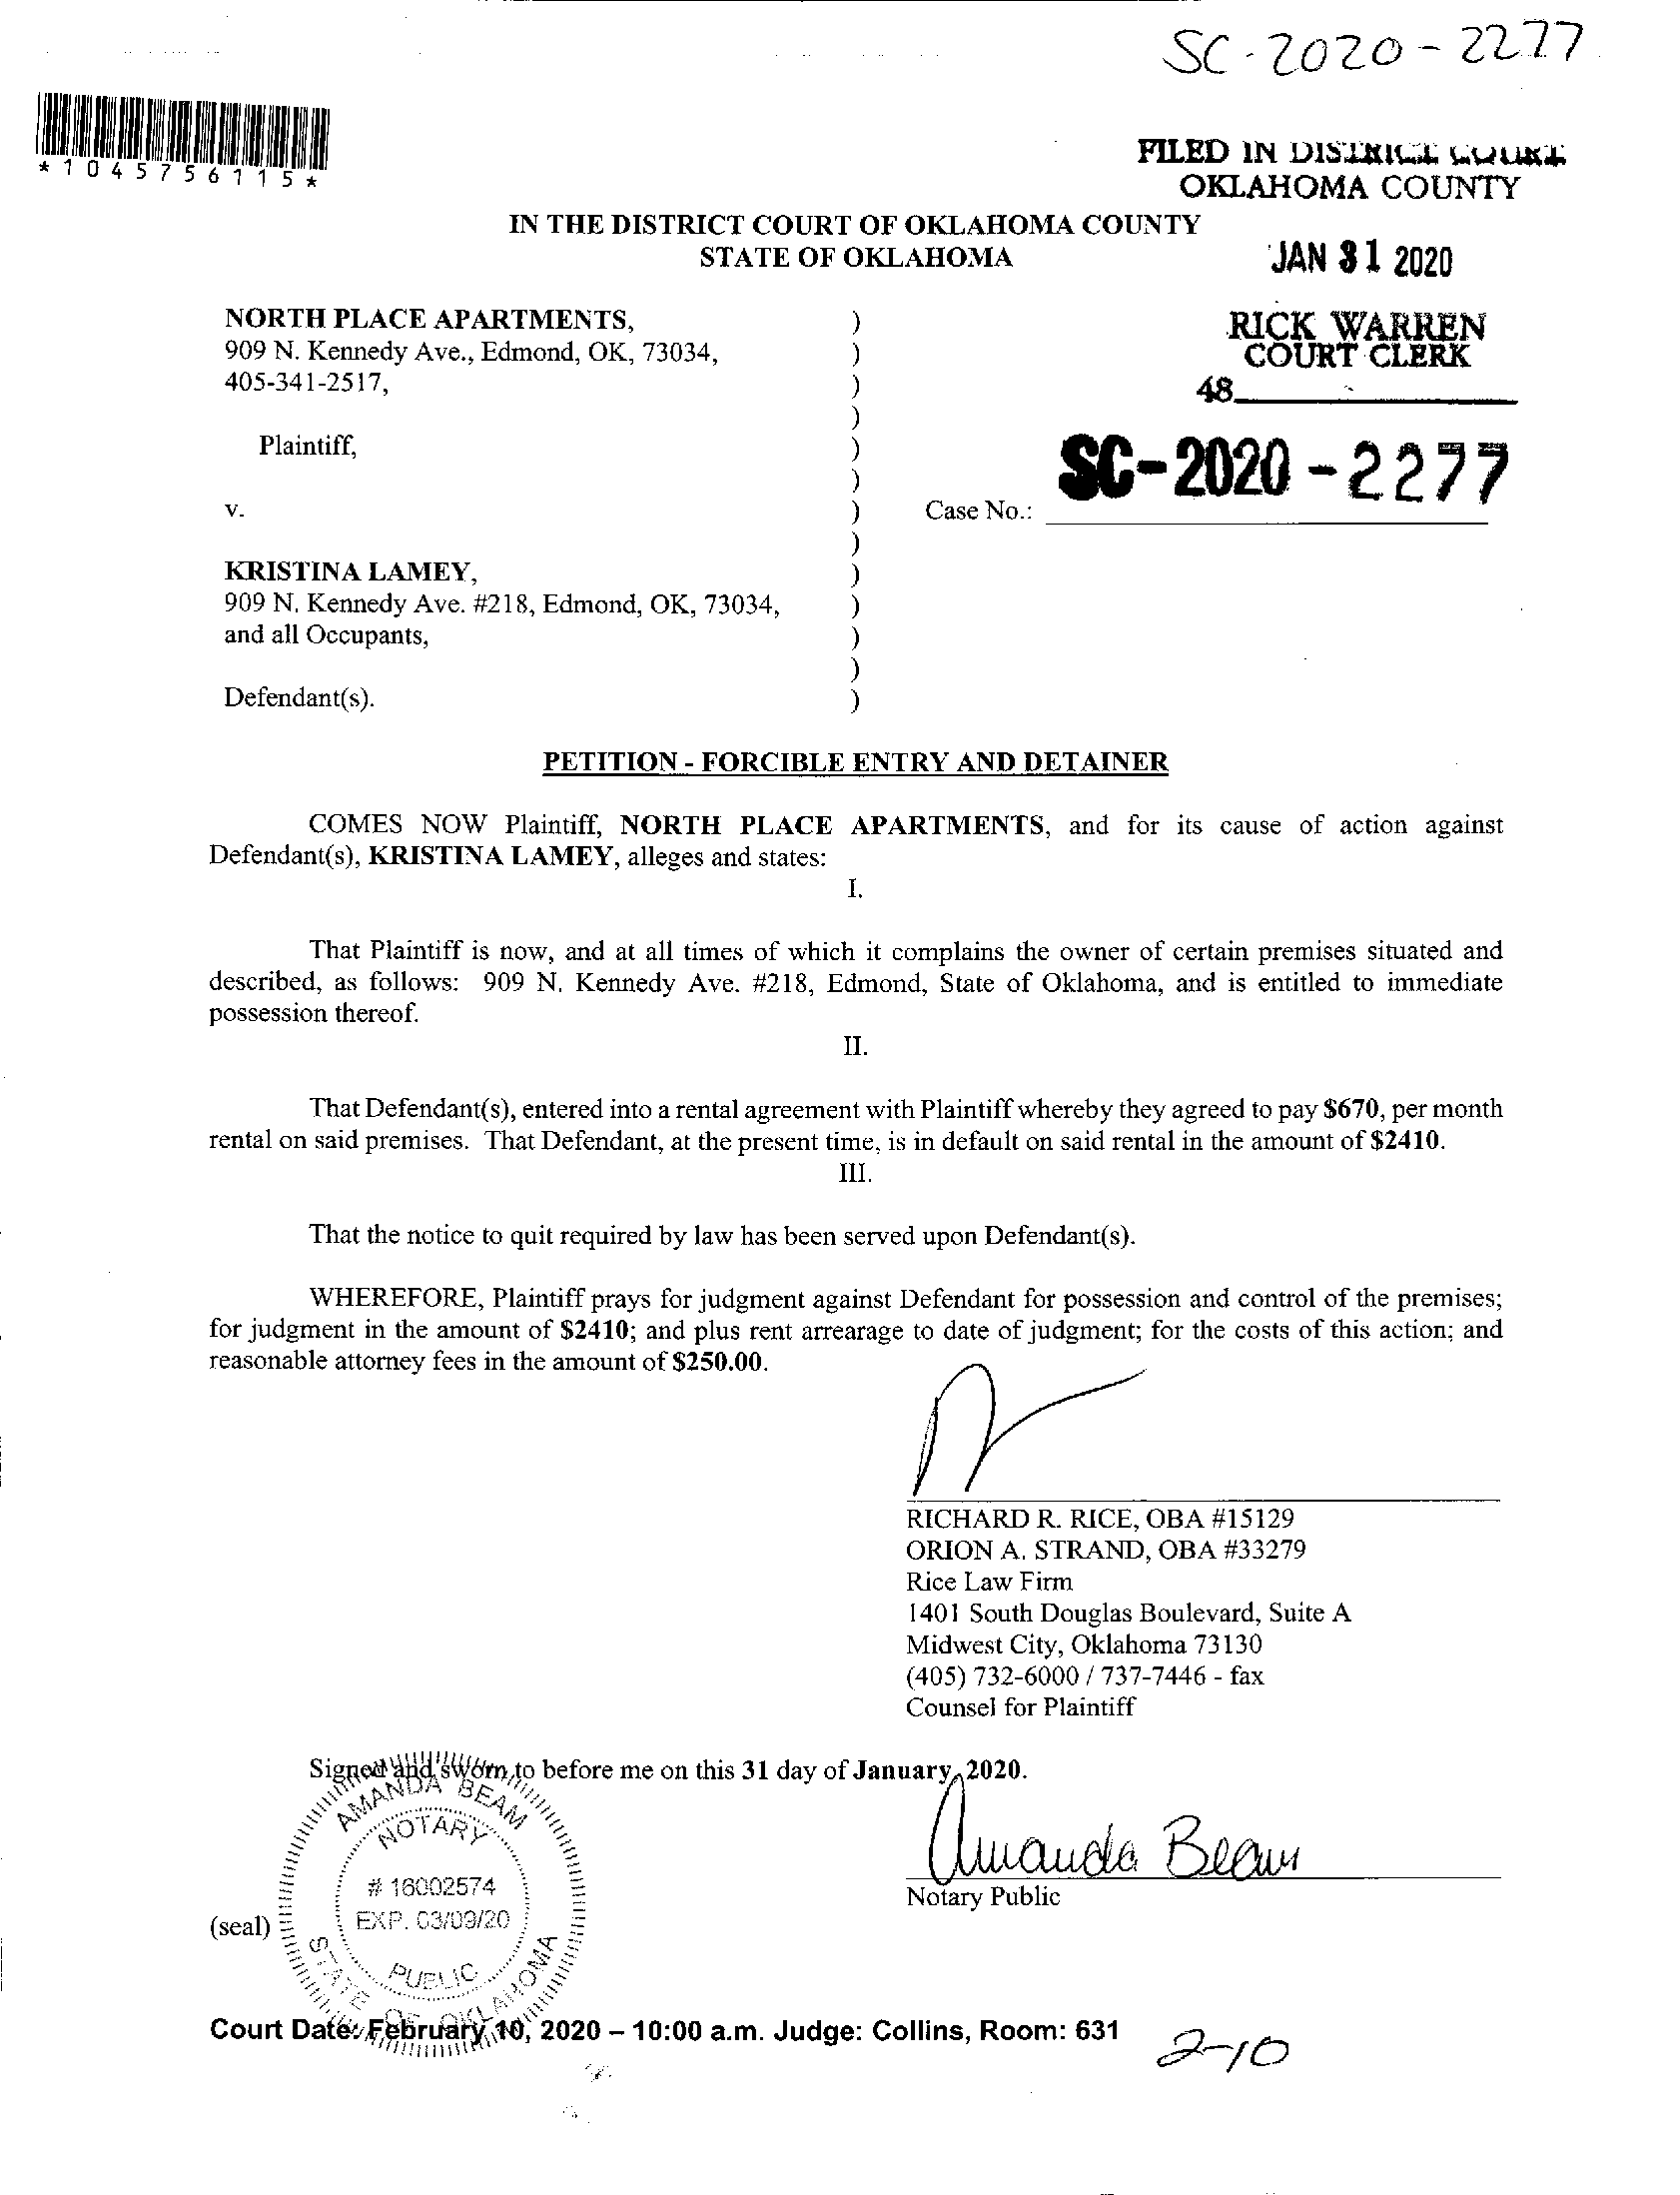 SC-2020-2277
*1045756115*
FILED IN DISTRICT COURT
OKLAHOMA COUNTY
IN THE DISTRICT COURT OF OKLAHOMA COUNTY
STATE OF OKLAHOMA
JAN 31 2020
NORTH PLACE APARTMENTS, )
909 N. Kennedy Ave., Edmond, OK, 73034, )
405-341-2517, )
)
RICK WARREN
COURT CLERK
48
Plaintiff, )
)
SC-2020-2277
v. ) Case No.:
)
KRISTINA LAMEY, )
909 N. Kennedy Ave. #218, Edmond, OK, 73034, )
and all Occupants, )
)
Defendant(s). )
PETITION - FORCIBLE ENTRY AND DETAINER
COMES NOW Plaintiff, NORTH PLACE APARTMENTS, and for its cause of action against
Defendant(s), KRISTINA LAMEY, alleges and states:
I.
That Plaintiff is now, and at all times of which it complains the owner of certain premises situated and
described, as follows: 909 N. Kennedy Ave. #218, Edmond, State of Oklahoma, and is entitled to immediate
possession thereof.
II.
That Defendant(s), entered into a rental agreement with Plaintiff whereby they agreed to pay $670, per month
rental on said premises. That Defendant, at the present time, is in default on said rental in the amount of $2410.
III.
That the notice to quit required by law has been served upon Defendant(s).
WHEREFORE, Plaintiff prays for judgment against Defendant for possession and control of the premises;
for judgment in the amount of $2410; and plus rent arrearage to date of judgment; for the costs of this action; and
reasonable attorney fees in the amount of $250.00.
RICHARD R. RICE, OBA #15129
ORION A. STRAND, OBA #33279
Rice Law Firm
1401 South Douglas Boulevard, Suite A
Midwest City, Oklahoma 73130
(405) 732-6000 / 737-7446 - fax
Counsel for Plaintiff
Signed and sworn to before me on this 31 day of January, 2020.
AMANDA BEAM
NOTARY
# 16002574
EXP. 03/09/20
PUBLIC
STATE OF OKLAHOMA
Amanda Beam
Notary Public
(seal)
Court Date: February 10, 2020 – 10:00 a.m. Judge: Collins, Room: 631
2-10